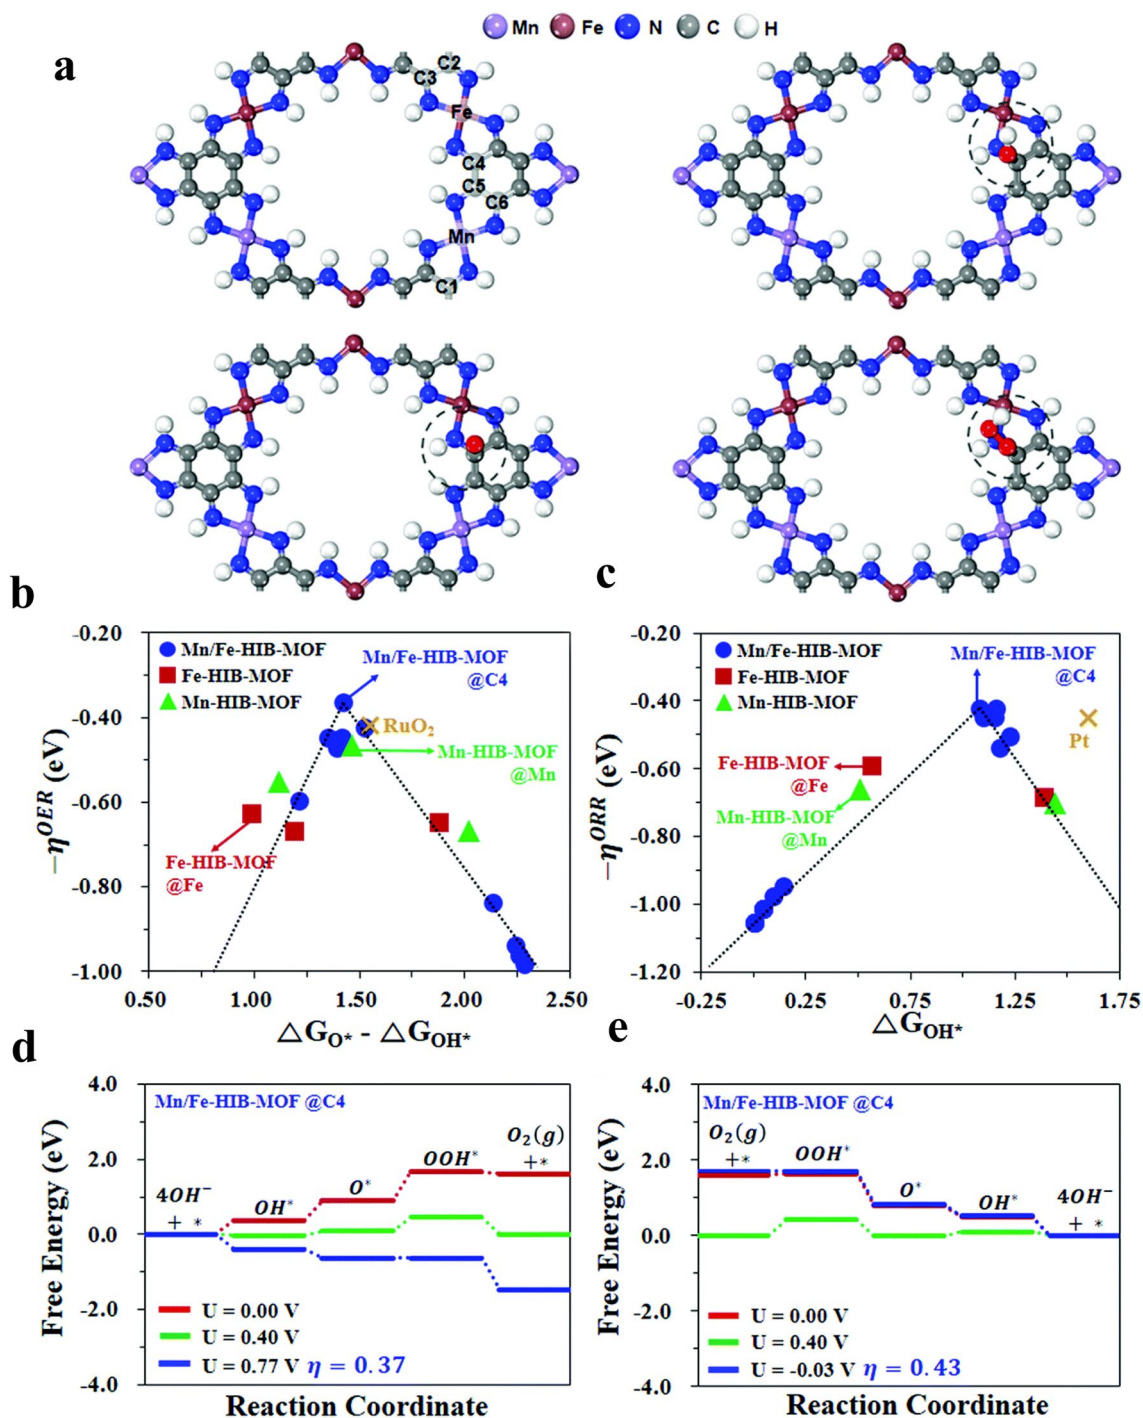 Mn Fe N C H
a
C2
C3
Fe
C4
C5
C6
Mn
C1
b
-0.20
-0.40
-0.60
-0.80
-1.00
−η^OER (eV)
Mn/Fe-HIB-MOF
Fe-HIB-MOF
Mn-HIB-MOF
Mn/Fe-HIB-MOF
@C4
RuO₂
Mn-HIB-MOF
@Mn
Fe-HIB-MOF
@Fe
0.50 1.00 1.50 2.00 2.50
△G_O* - △G_OH*
c
-0.20
-0.40
-0.60
-0.80
-1.00
-1.20
−η^ORR (eV)
Mn/Fe-HIB-MOF
Fe-HIB-MOF
Mn-HIB-MOF
Mn/Fe-HIB-MOF
@C4
Pt
Fe-HIB-MOF
@Fe
Mn-HIB-MOF
@Mn
-0.25 0.25 0.75 1.25 1.75
△G_OH*
d
4.0
2.0
0.0
-2.0
-4.0
Free Energy (eV)
Mn/Fe-HIB-MOF @C4
4OH⁻
+ *
OH*
O*
OOH*
O₂(g)
+*
U = 0.00 V
U = 0.40 V
U = 0.77 V η = 0.37
Reaction Coordinate
e
4.0
2.0
0.0
-2.0
-4.0
Free Energy (eV)
Mn/Fe-HIB-MOF @C4
O₂(g)
+*
OOH*
O*
OH*
4OH⁻
+ *
U = 0.00 V
U = 0.40 V
U = -0.03 V η = 0.43
Reaction Coordinate